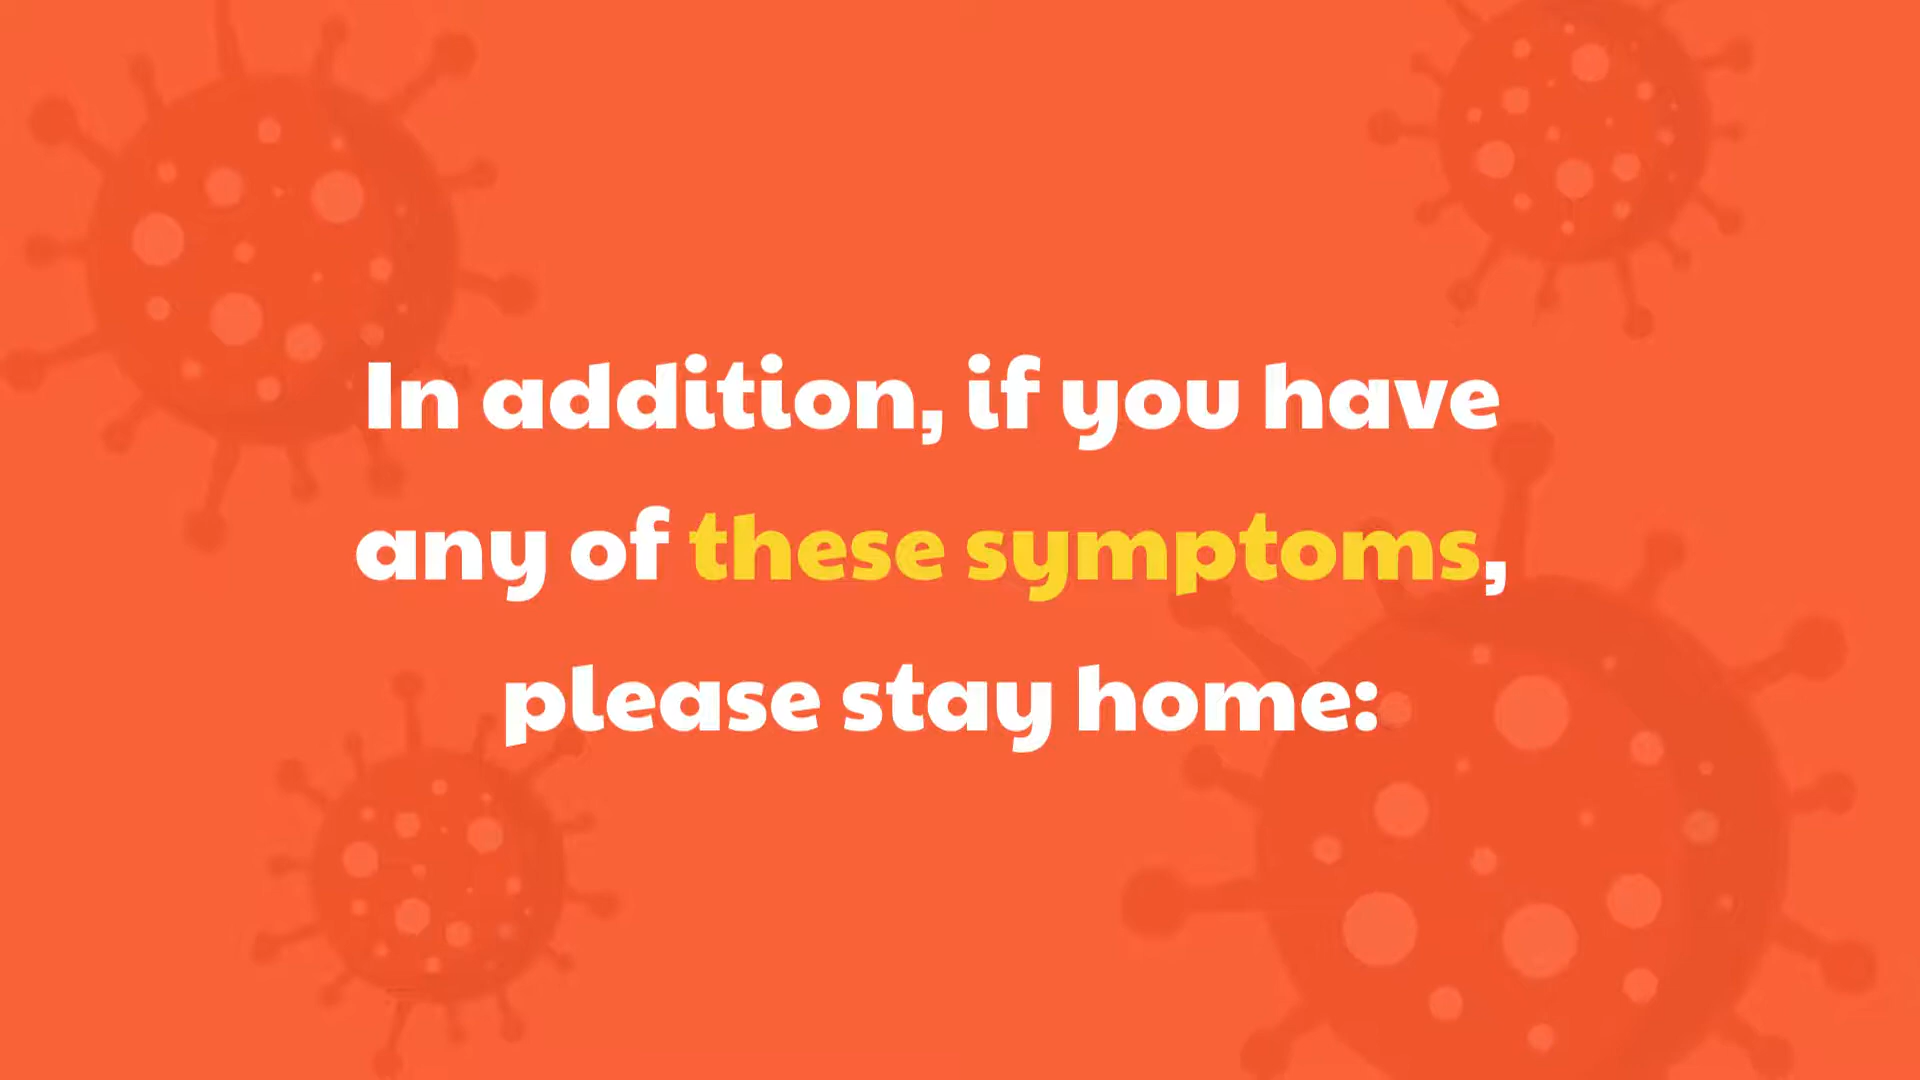 In addition, if you have
any of these symptoms,
please stay home: